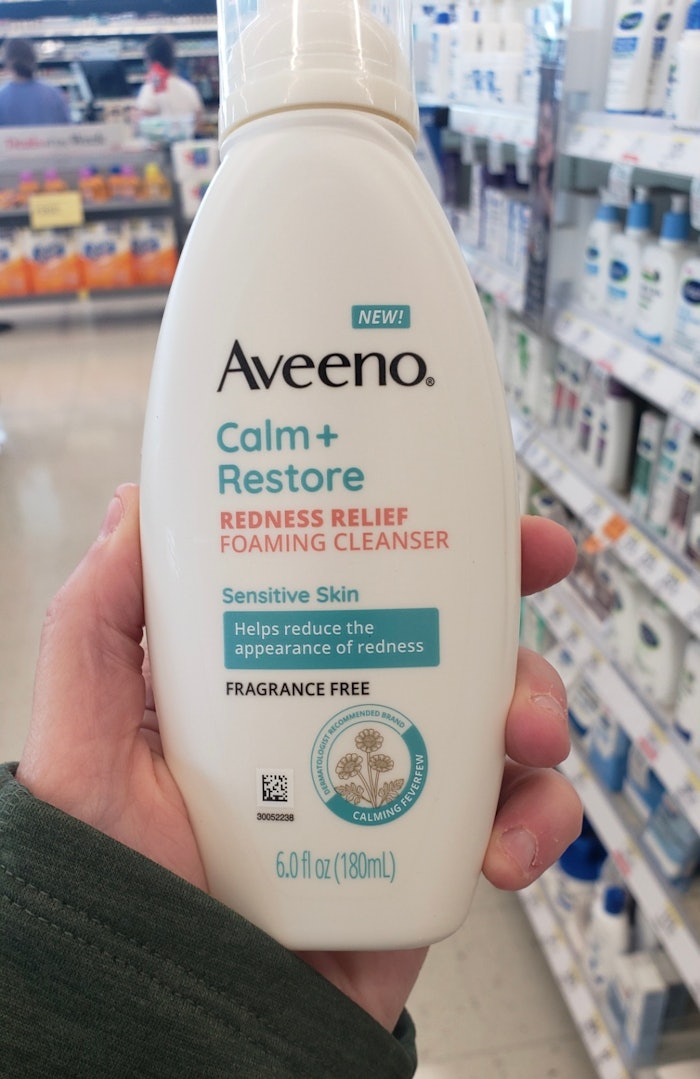 NEW!
Aveeno®
Calm+
Restore
REDNESS RELIEF
FOAMING CLEANSER
Sensitive Skin
Helps reduce the
appearance of redness
FRAGRANCE FREE
DERMATOLOGIST RECOMMENDED BRAND
CALMING FEVERFEW
30052238
6.0 fl oz (180mL)